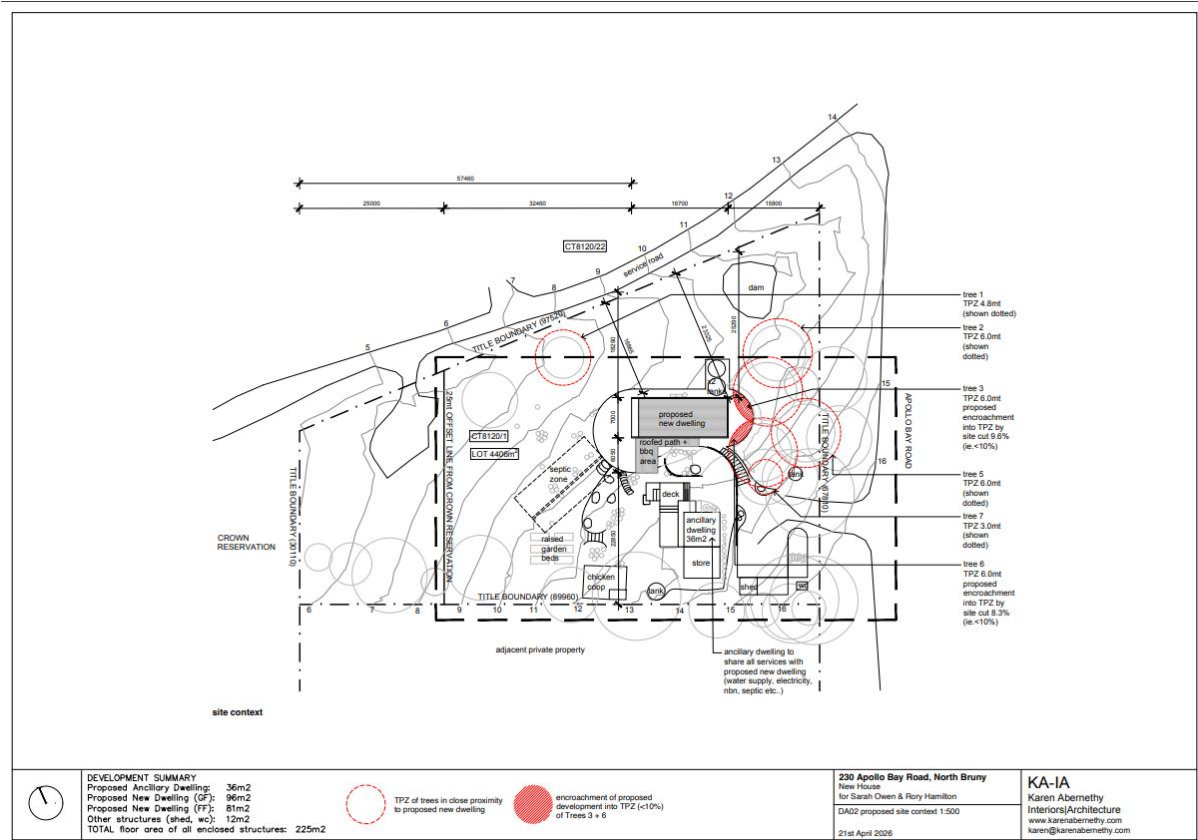 57460
25000
32460
16700
15800
14
13
12
11
10
9
8
7
6
5
CT8120/22
service road
TITLE BOUNDARY (97520)
dam
tree 1
TPZ 4.8mt
(shown dotted)
tree 2
TPZ 6.0mt
(shown
dotted)
tree 3
TPZ 6.0mt
proposed
encroachment
into TPZ by
site cut 9.6%
(ie.<10%)
tree 5
TPZ 6.0mt
(shown
dotted)
tree 7
TPZ 3.0mt
(shown
dotted)
tree 6
TPZ 6.0mt
proposed
encroachment
into TPZ by
site cut 8.3%
(ie.<10%)
18290
25290
7000
6050
22850
tanks
proposed
new dwelling
roofed path +
bbq
area
15
16
APOLLO BAY ROAD
TITLE BOUNDARY (67810)
tank
CT8120/1
LOT 4406m²
septic
zone
deck
ancillary
dwelling
36m2
store
raised
garden
beds
chicken
coop
tank
shed
wc
TITLE BOUNDARY (30110)
CROWN
RESERVATION
TITLE BOUNDARY (89960)
6
7
8
9
10
11
12
13
14
15
16
adjacent private property
ancillary dwelling to
share all services with
proposed new dwelling
(water supply, electricity,
nbn, septic etc..)
site context
DEVELOPMENT SUMMARY
Proposed Ancillary Dwelling: 36m2
Proposed New Dwelling (GF): 96m2
Proposed New Dwelling (FF): 81m2
Other structures (shed, wc): 12m2
TOTAL floor area of all enclosed structures: 225m2
TPZ of trees in close proximity
to proposed new dwelling
encroachment of proposed
development into TPZ (<10%)
of Trees 3 + 6
230 Apollo Bay Road, North Bruny
New House
for Sarah Owen & Rory Hamilton
DA02 proposed site context 1:500
21st April 2026
KA-IA
Karen Abernethy
Interiors|Architecture
www.karenabernethy.com
karen@karenabernethy.com